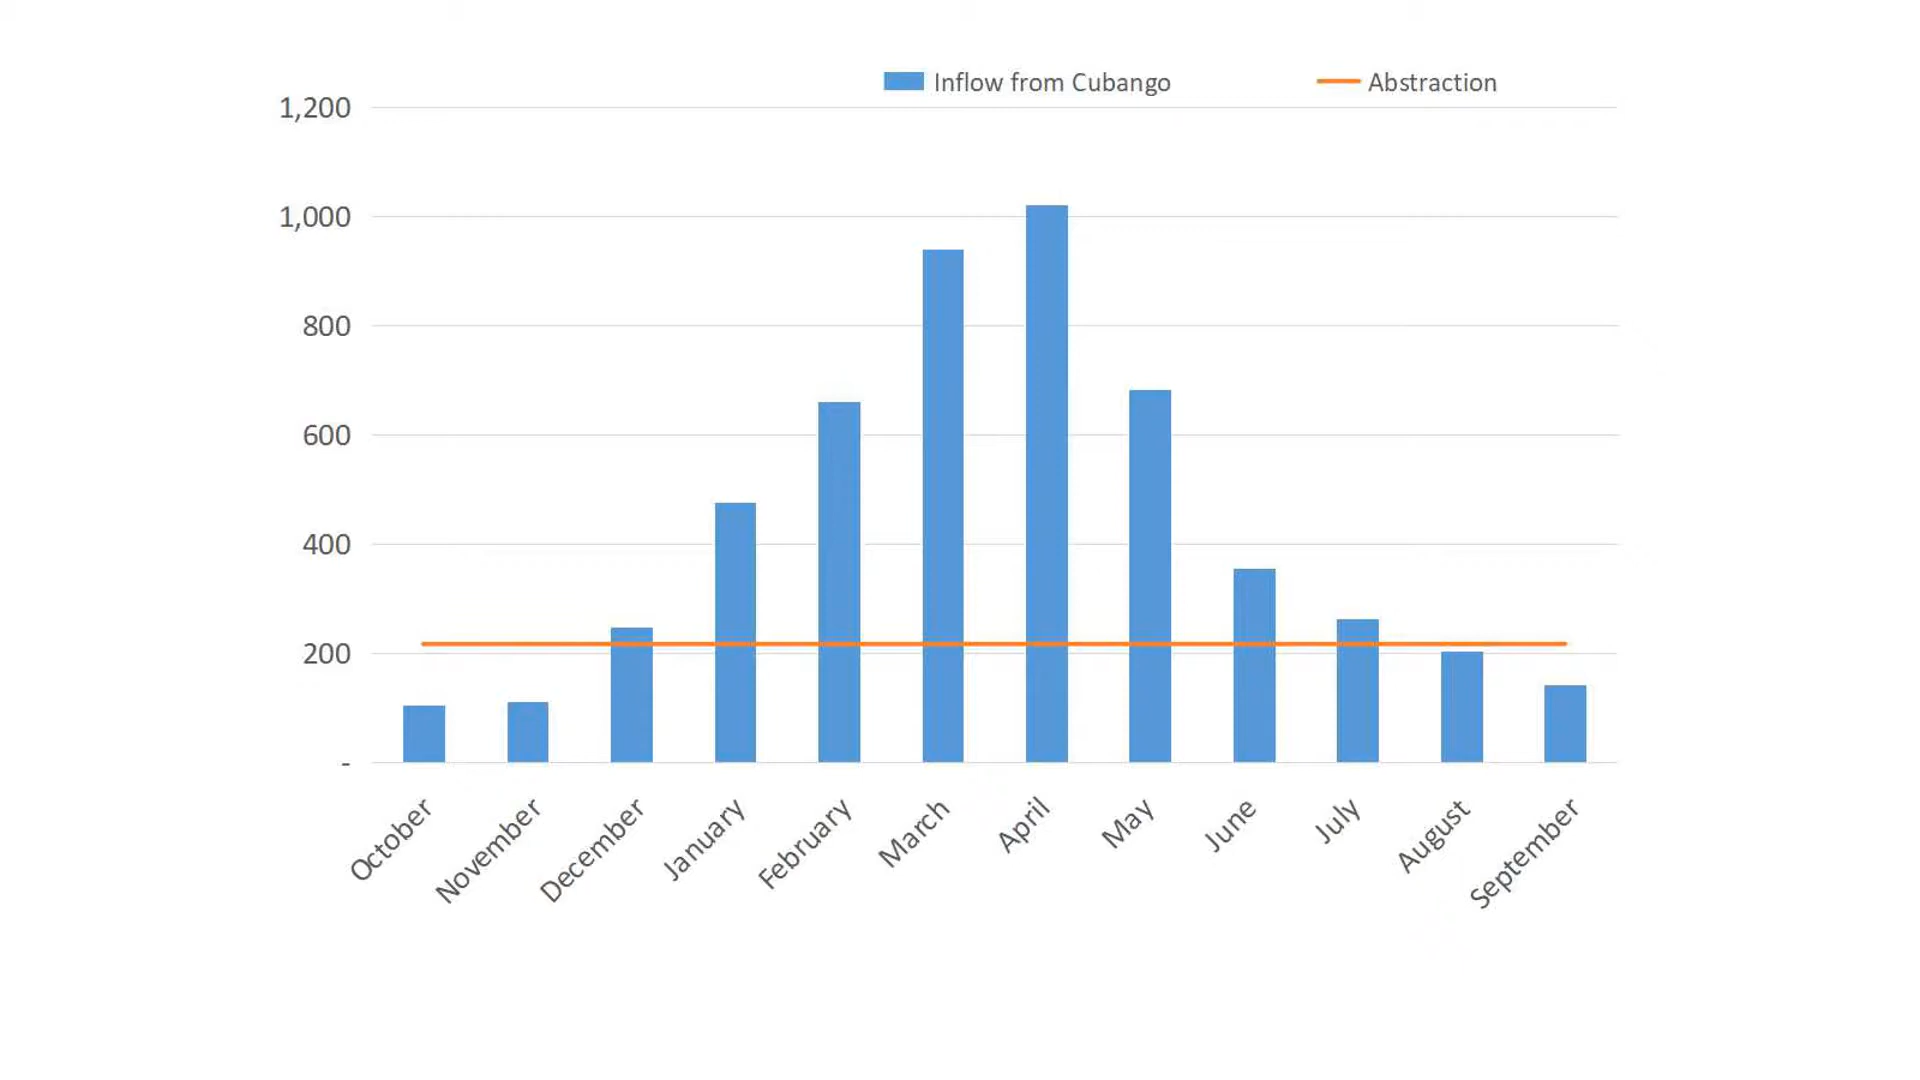 Inflow from Cubango
Abstraction
1,200
1,000
800
600
400
200
-
October
November
December
January
February
March
April
May
June
July
August
September